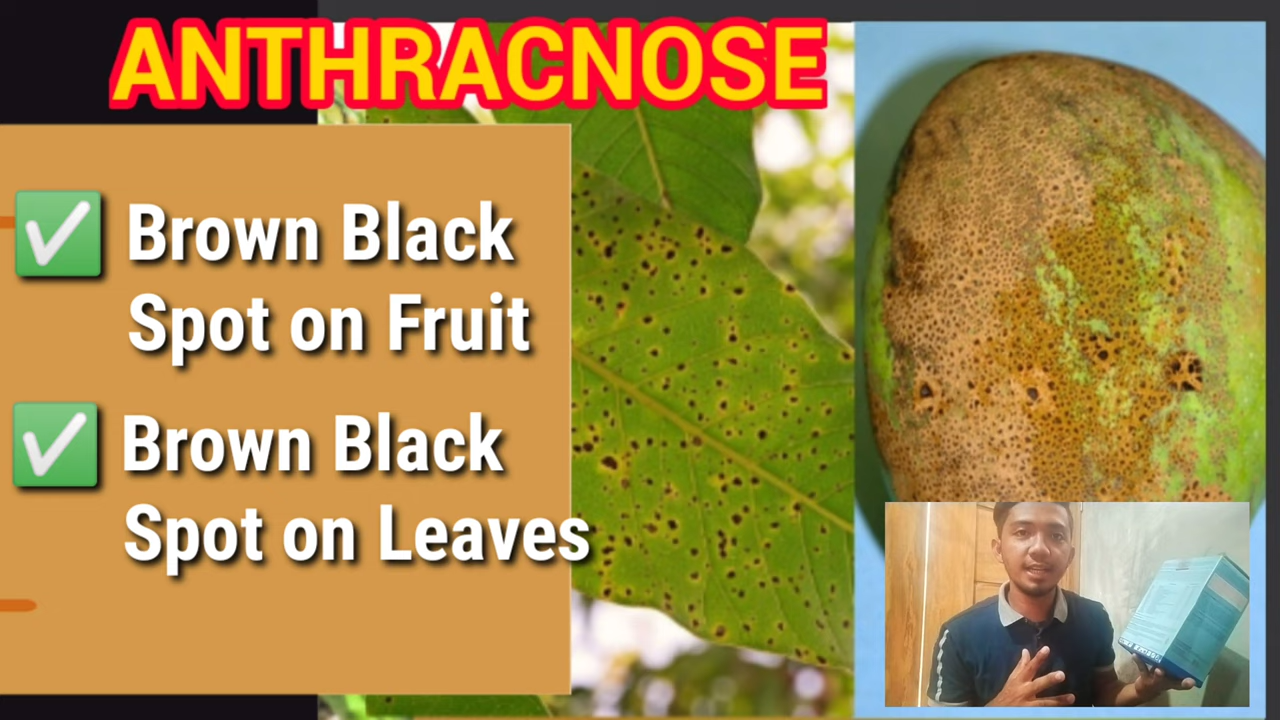 ANTHRACNOSE
Brown Black
Spot on Fruit
Brown Black
Spot on Leaves